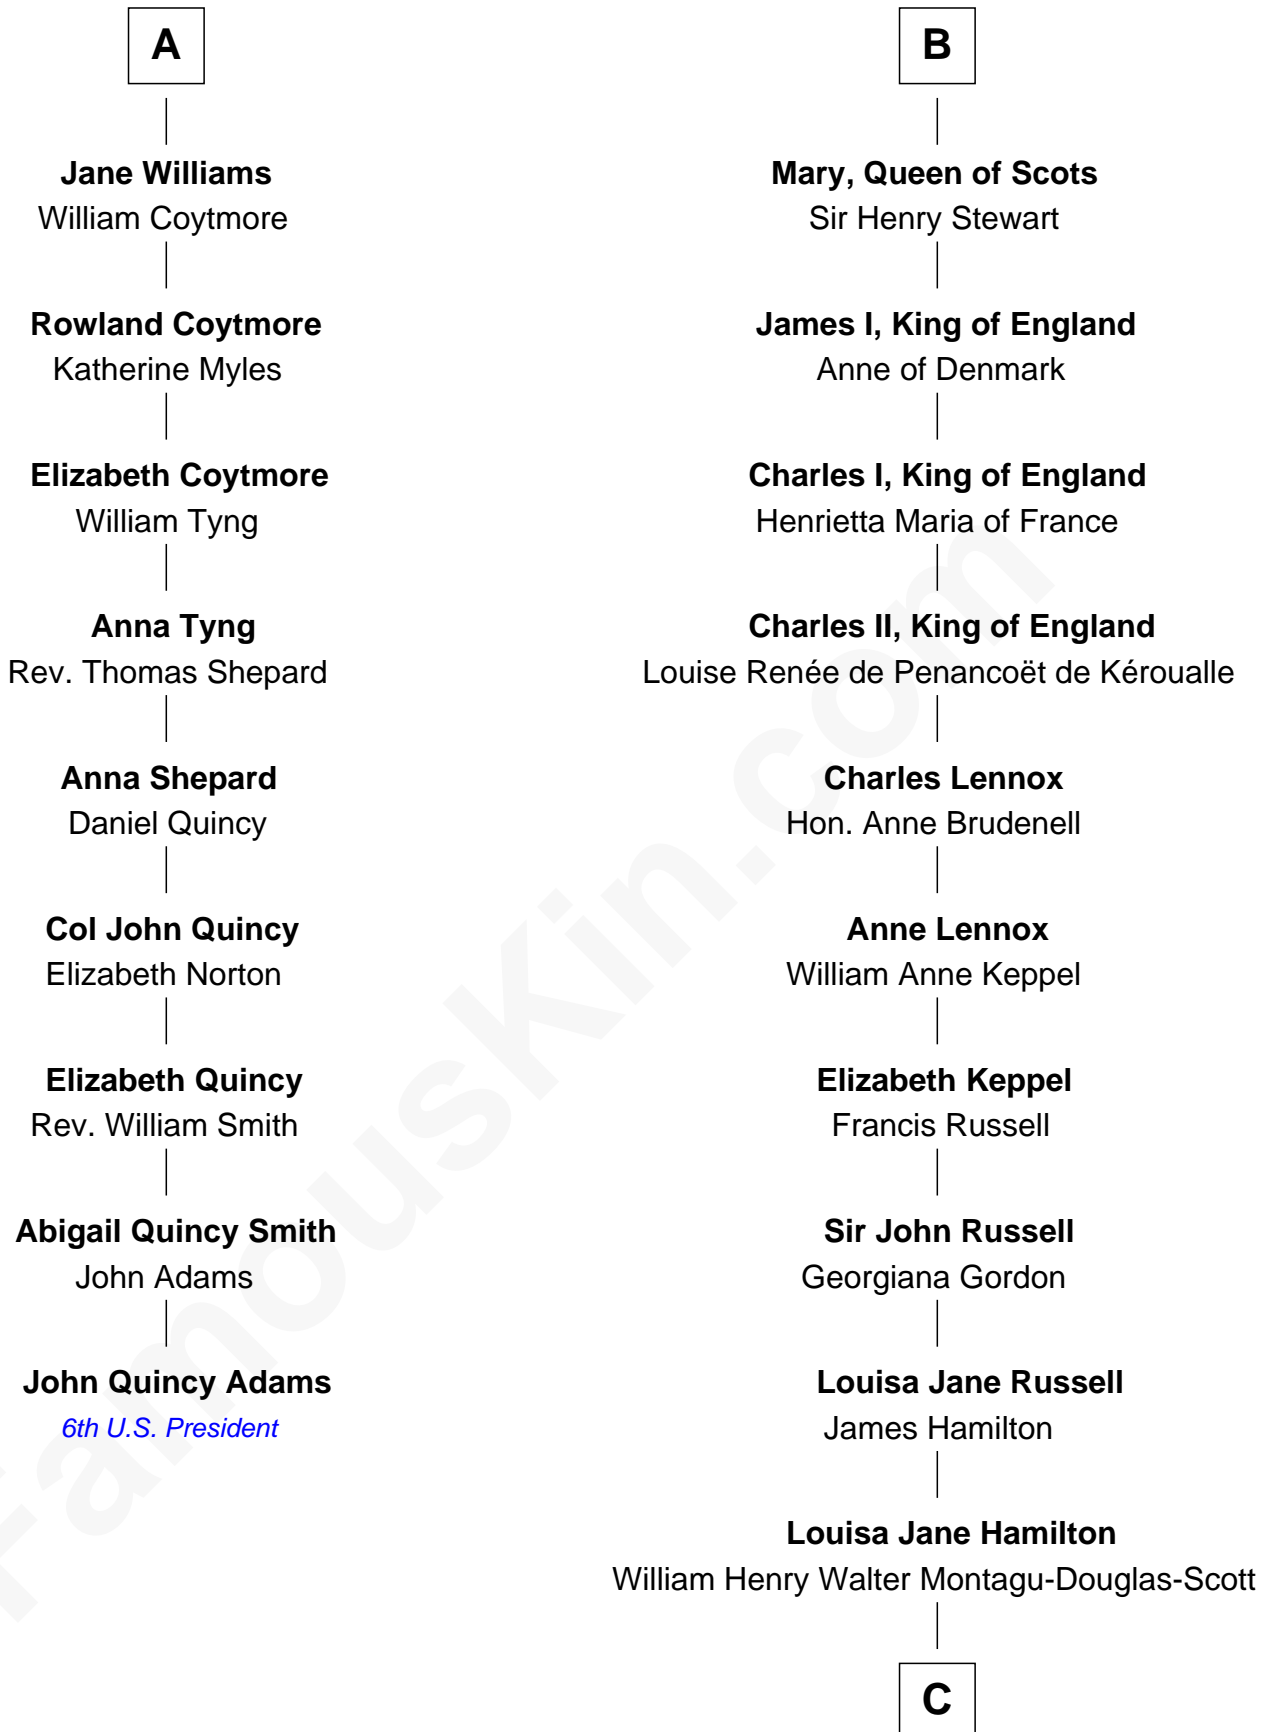 A
Jane Williams
William Coytmore
Rowland Coytmore
Katherine Myles
Elizabeth Coytmore
William Tyng
Anna Tyng
Rev. Thomas Shepard
Anna Shepard
Daniel Quincy
Col John Quincy
Elizabeth Norton
Elizabeth Quincy
Rev. William Smith
Abigail Quincy Smith
John Adams
John Quincy Adams
6th U.S. President
B
Mary, Queen of Scots
Sir Henry Stewart
James I, King of England
Anne of Denmark
Charles I, King of England
Henrietta Maria of France
Charles II, King of England
Louise Renée de Penancoët de Kéroualle
Charles Lennox
Hon. Anne Brudenell
Anne Lennox
William Anne Keppel
Elizabeth Keppel
Francis Russell
Sir John Russell
Georgiana Gordon
Louisa Jane Russell
James Hamilton
Louisa Jane Hamilton
William Henry Walter Montagu-Douglas-Scott
C
FamousKin.com